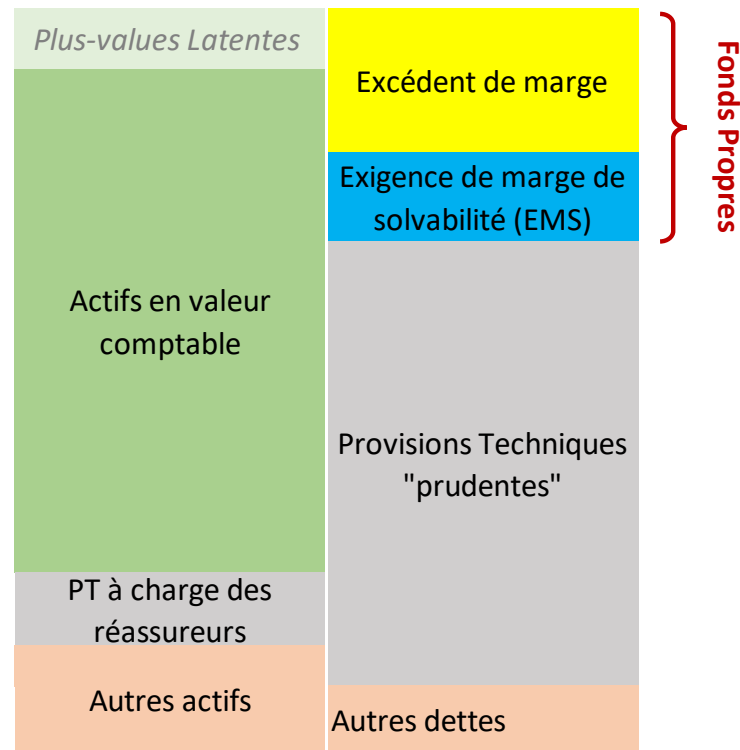 Plus-values Latentes
Actifs en valeur
comptable
PT à charge des
réassureurs
Autres actifs
Excédent de marge
Exigence de marge de
solvabilité (EMS)
Provisions Techniques
"prudentes"
Autres dettes
Fonds Propres